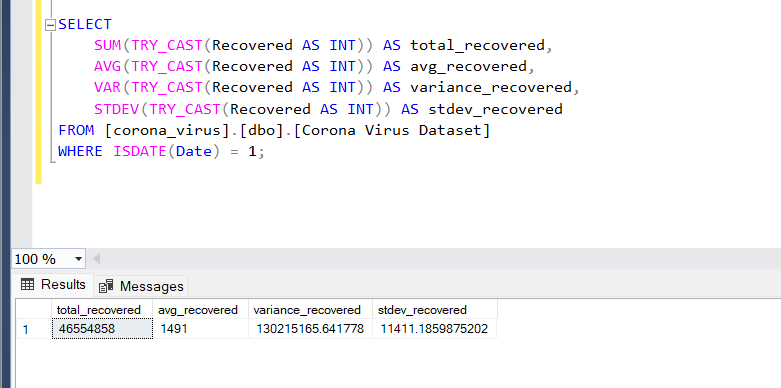 SELECT
SUM(TRY_CAST(Recovered AS INT)) AS total_recovered,
AVG(TRY_CAST(Recovered AS INT)) AS avg_recovered,
VAR(TRY_CAST(Recovered AS INT)) AS variance_recovered,
STDEV(TRY_CAST(Recovered AS INT)) AS stdev_recovered
FROM [corona_virus].[dbo].[Corona Virus Dataset]
WHERE ISDATE(Date) = 1;
100 %
Results Messages
total_recovered avg_recovered variance_recovered stdev_recovered
1 46554858 1491 130215165.641778 11411.1859875202